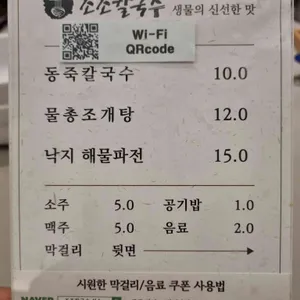 소소칼국수 생물의 신선한 맛
Wi-Fi
QRcode
동죽칼국수 10.0
물총조개탕 12.0
낙지 해물파전 15.0
소주 5.0 공기밥 1.0
맥주 5.0 음료 2.0
막걸리 뒷면
시원한 막걸리/음료 쿠폰 사용법
NAVER